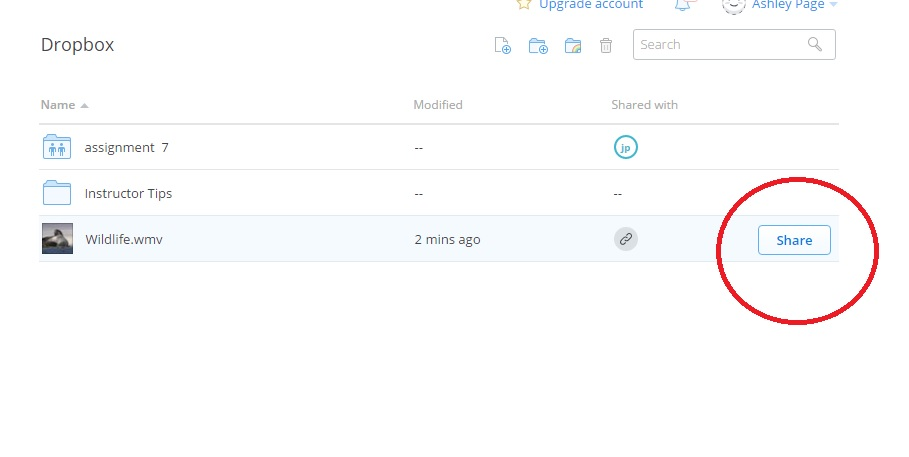 Upgrade account Ashley Page
Dropbox
Search
Name Modified Shared with
assignment 7 -- jp
Instructor Tips -- --
Wildlife.wmv 2 mins ago Share